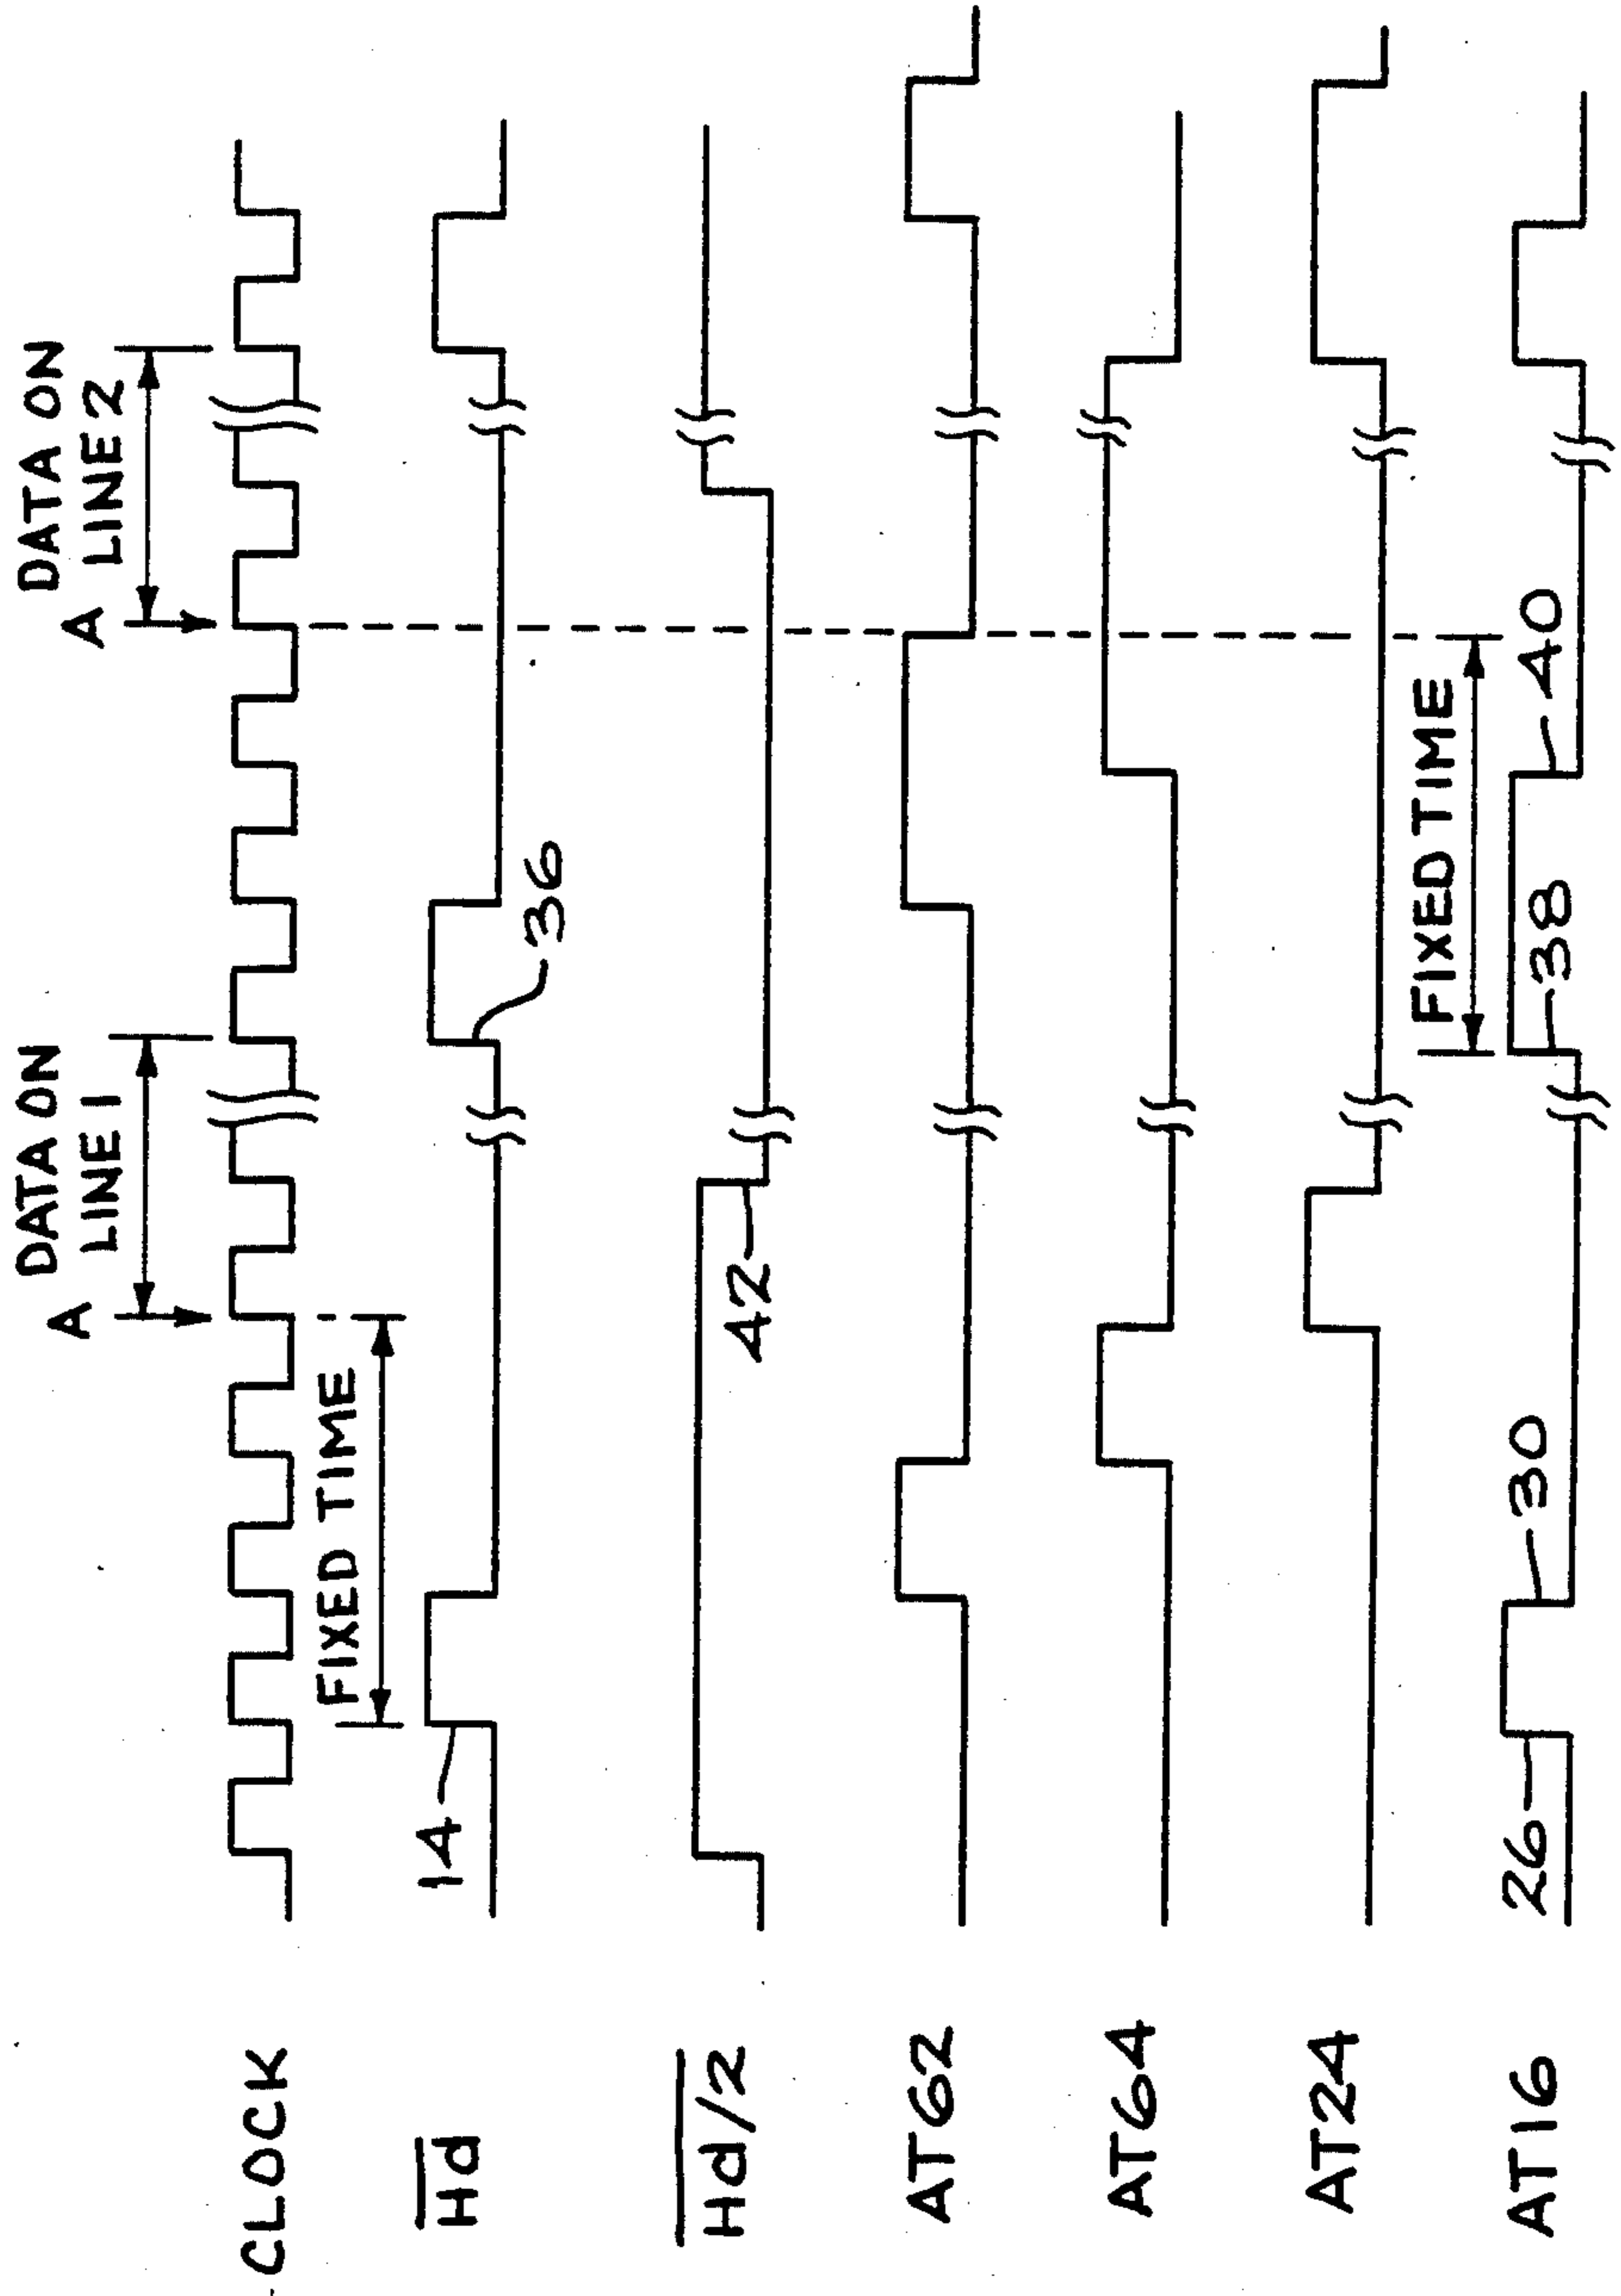 A
DATA ON
LINE 1
A
DATA ON
LINE 2
CLOCK
FIXED TIME
Hd
14
36
Hd/2
42
AT62
AT64
AT24
FIXED TIME
AT16
26
30
38
40